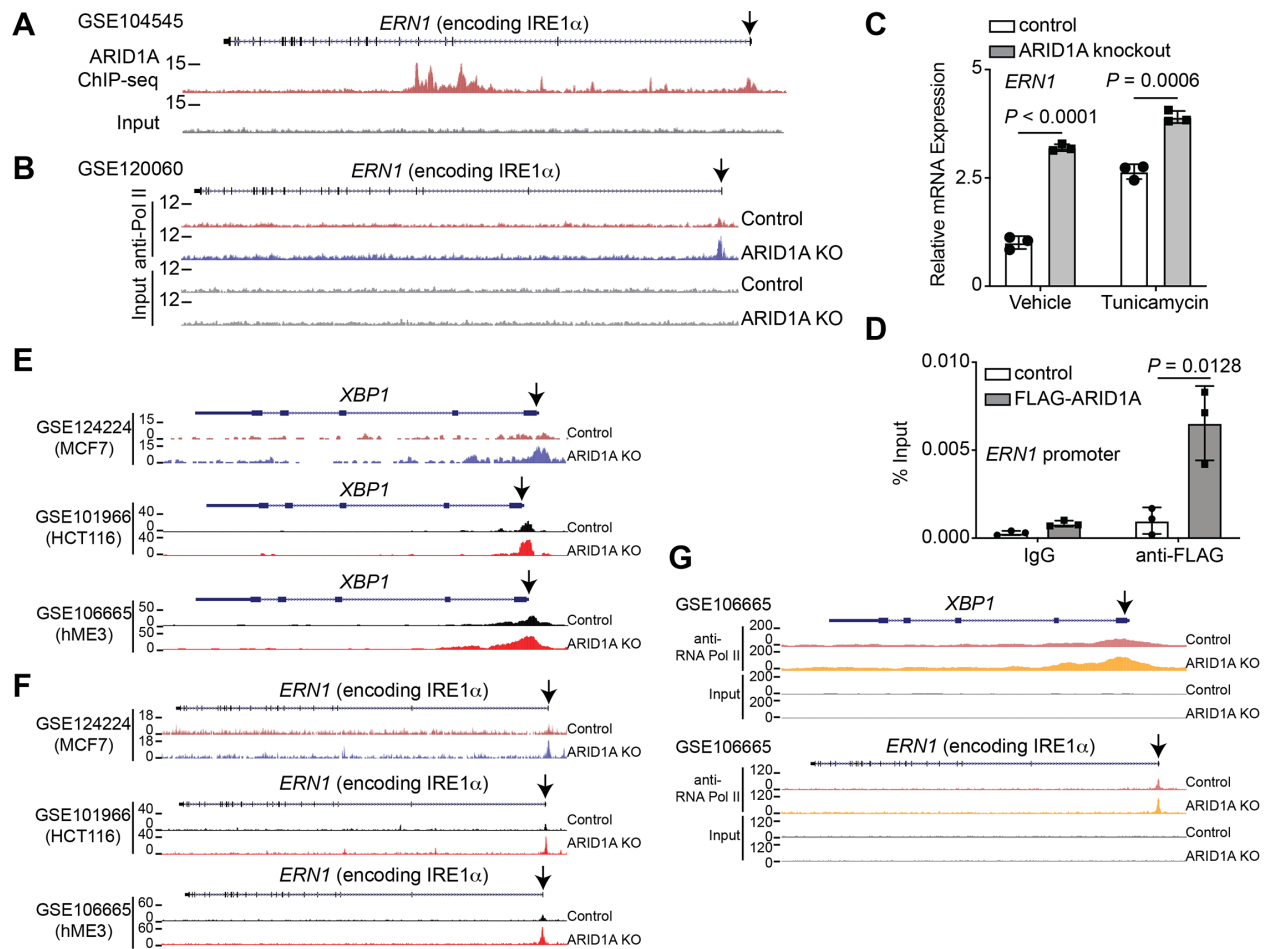 A
GSE104545
ERN1 (encoding IRE1α)
ARID1A
ChIP-seq
15
15
Input
B
GSE120060
ERN1 (encoding IRE1α)
anti-Pol II
12
Control
12
ARID1A KO
Input
12
Control
12
ARID1A KO
C
control
ARID1A knockout
Relative mRNA Expression
5
2.5
0
ERN1
P < 0.0001
P = 0.0006
Vehicle
Tunicamycin
D
control
FLAG-ARID1A
P = 0.0128
% Input
0.010
0.005
0.000
ERN1 promoter
IgG
anti-FLAG
E
XBP1
GSE124224
(MCF7)
15
0
Control
15
0
ARID1A KO
XBP1
GSE101966
(HCT116)
40
0
Control
40
0
ARID1A KO
XBP1
GSE106665
(hME3)
50
0
Control
50
0
ARID1A KO
F
ERN1 (encoding IRE1α)
GSE124224
(MCF7)
18
0
Control
18
0
ARID1A KO
ERN1 (encoding IRE1α)
GSE101966
(HCT116)
40
0
Control
40
0
ARID1A KO
ERN1 (encoding IRE1α)
GSE106665
(hME3)
60
0
Control
60
0
ARID1A KO
G
GSE106665
XBP1
anti-
RNA Pol II
200
0
Control
200
0
ARID1A KO
Input
200
0
Control
200
0
ARID1A KO
GSE106665
ERN1 (encoding IRE1α)
anti-
RNA Pol II
120
0
Control
120
0
ARID1A KO
Input
120
0
Control
120
0
ARID1A KO